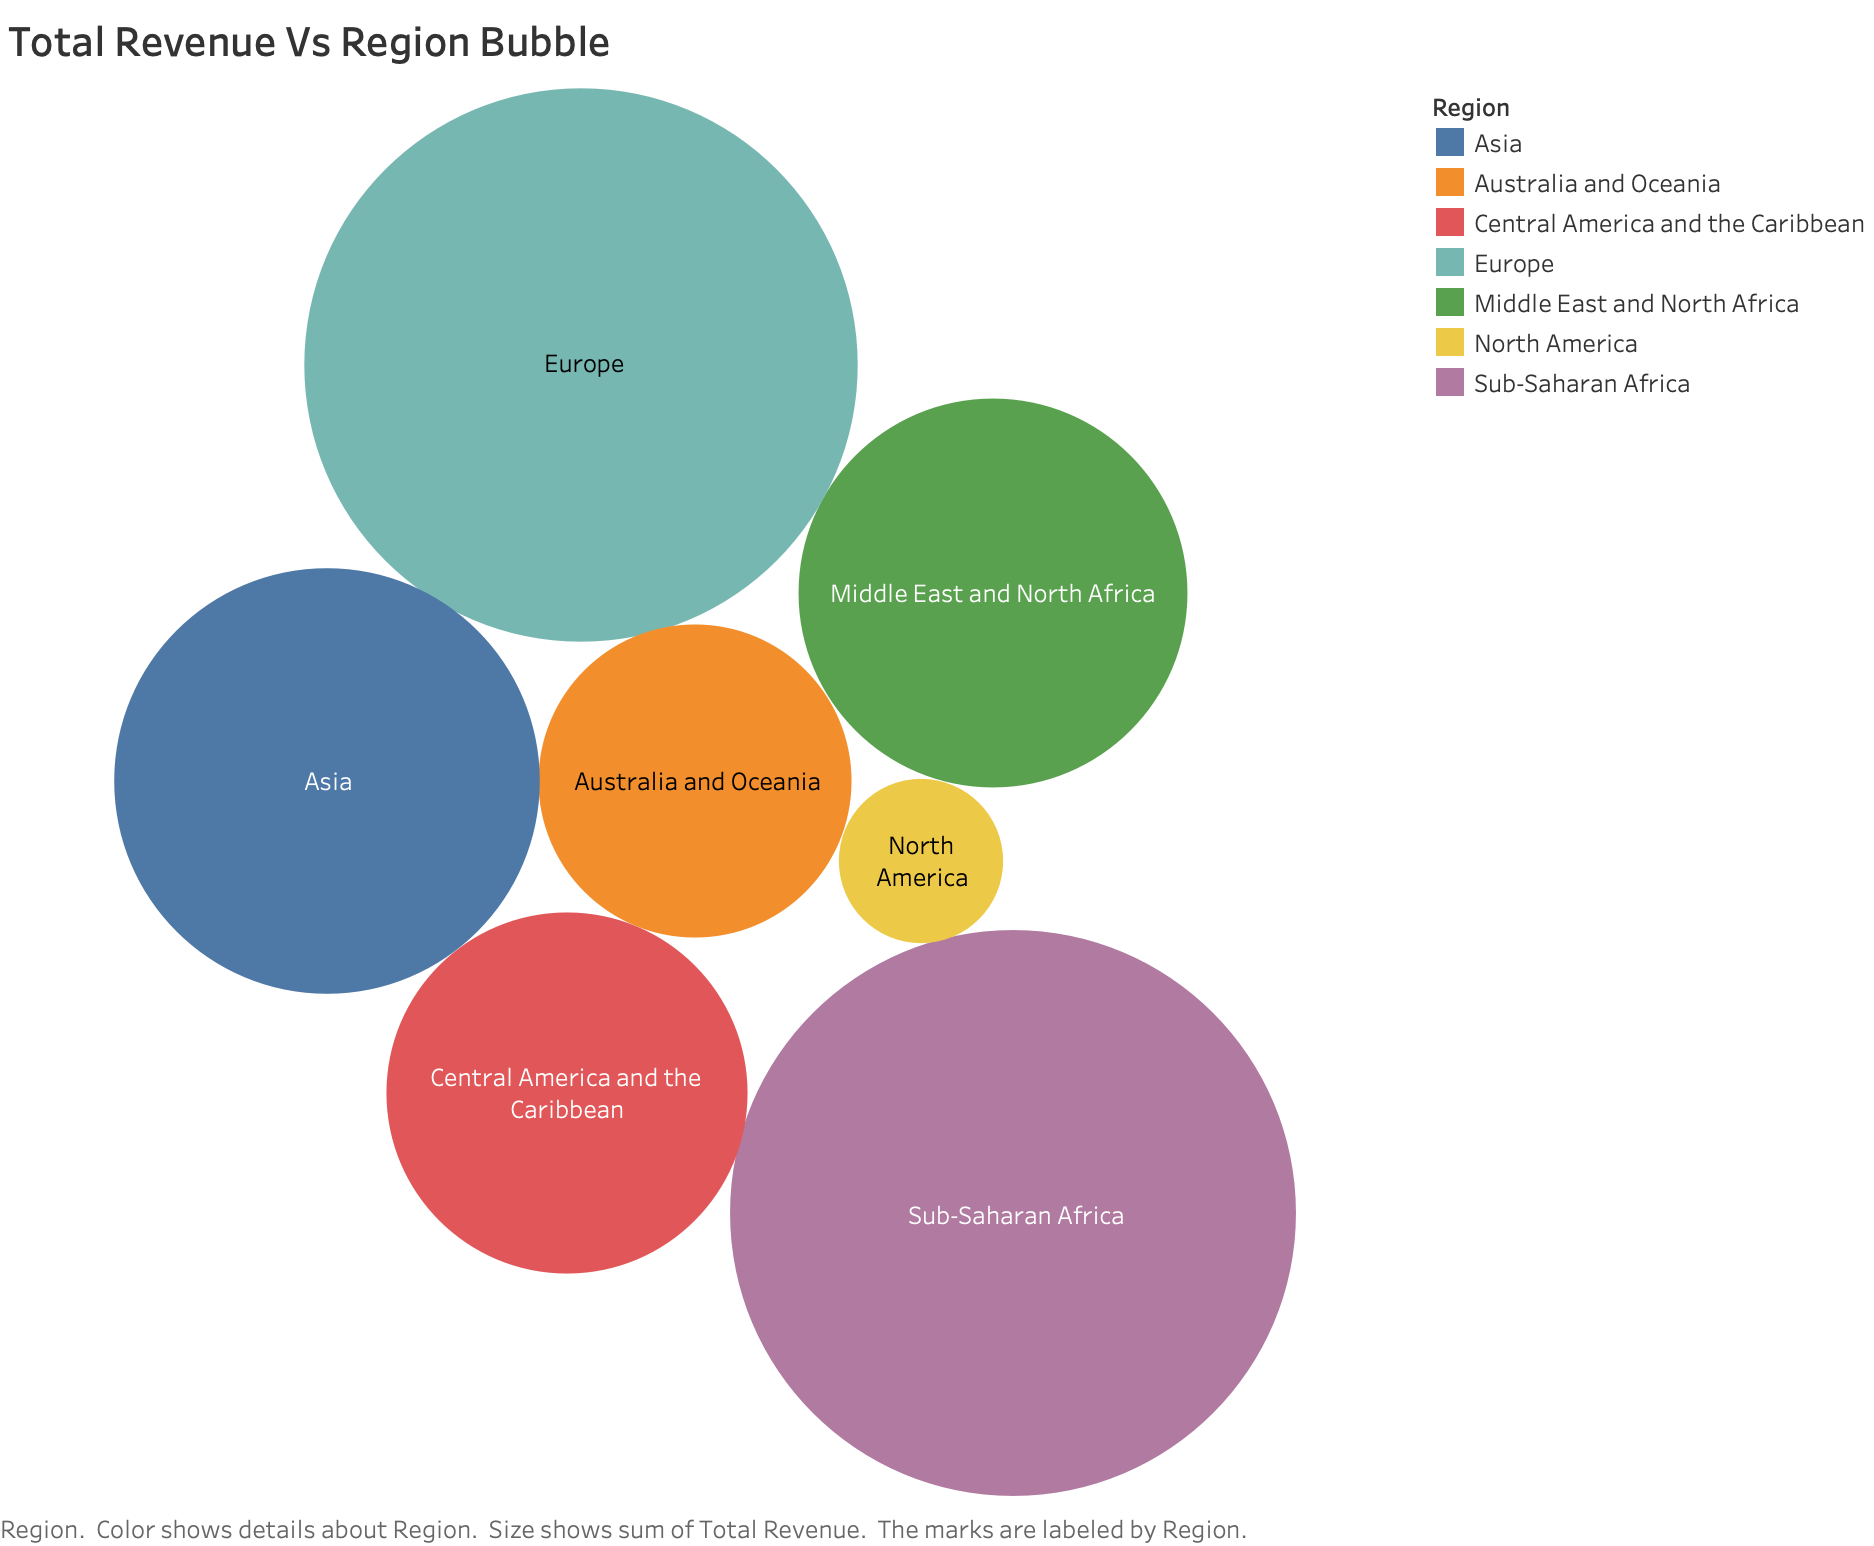 Total Revenue Vs Region Bubble
Region
Asia
Australia and Oceania
Central America and the Caribbean
Europe
Middle East and North Africa
North America
Sub-Saharan Africa
Europe
Middle East and North Africa
Asia
Australia and Oceania
North
America
Central America and the
Caribbean
Sub-Saharan Africa
Region.  Color shows details about Region.  Size shows sum of Total Revenue.  The marks are labeled by Region.